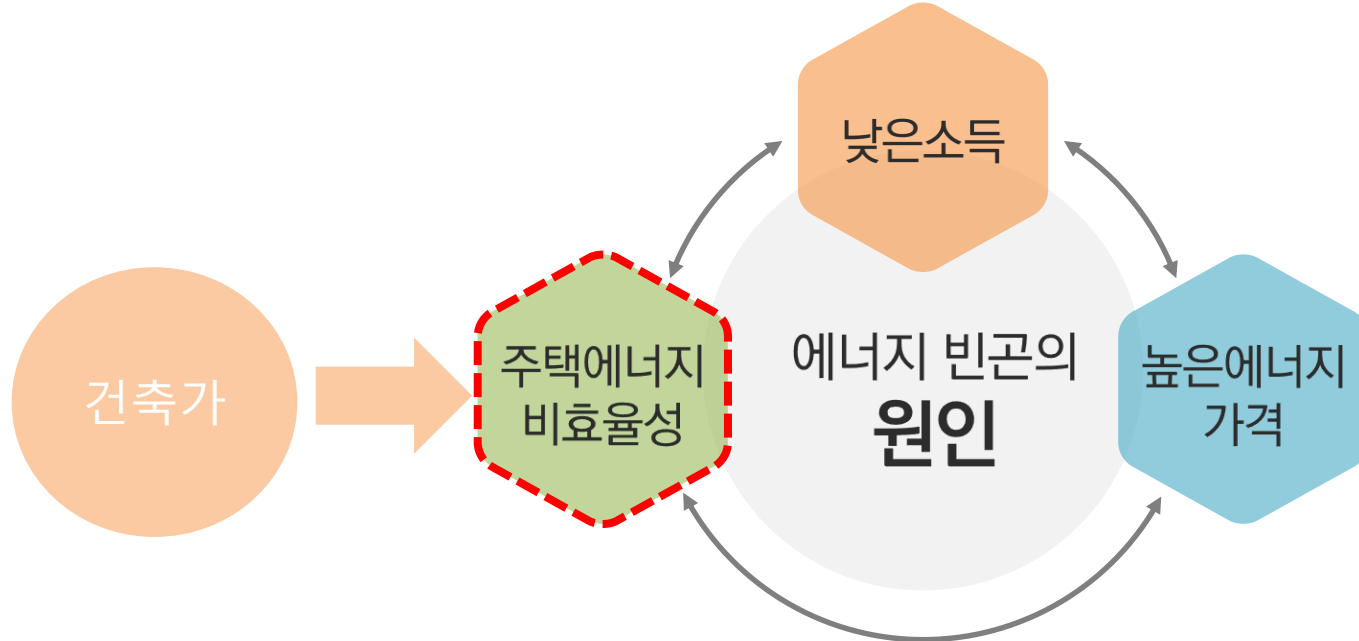 낮은소득
건축가
주택에너지
비효율성
에너지 빈곤의
원인
높은에너지
가격